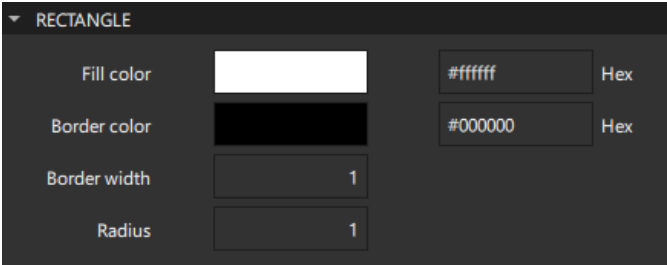 RECTANGLE
Fill color #ffffff Hex
Border color #000000 Hex
Border width 1
Radius 1